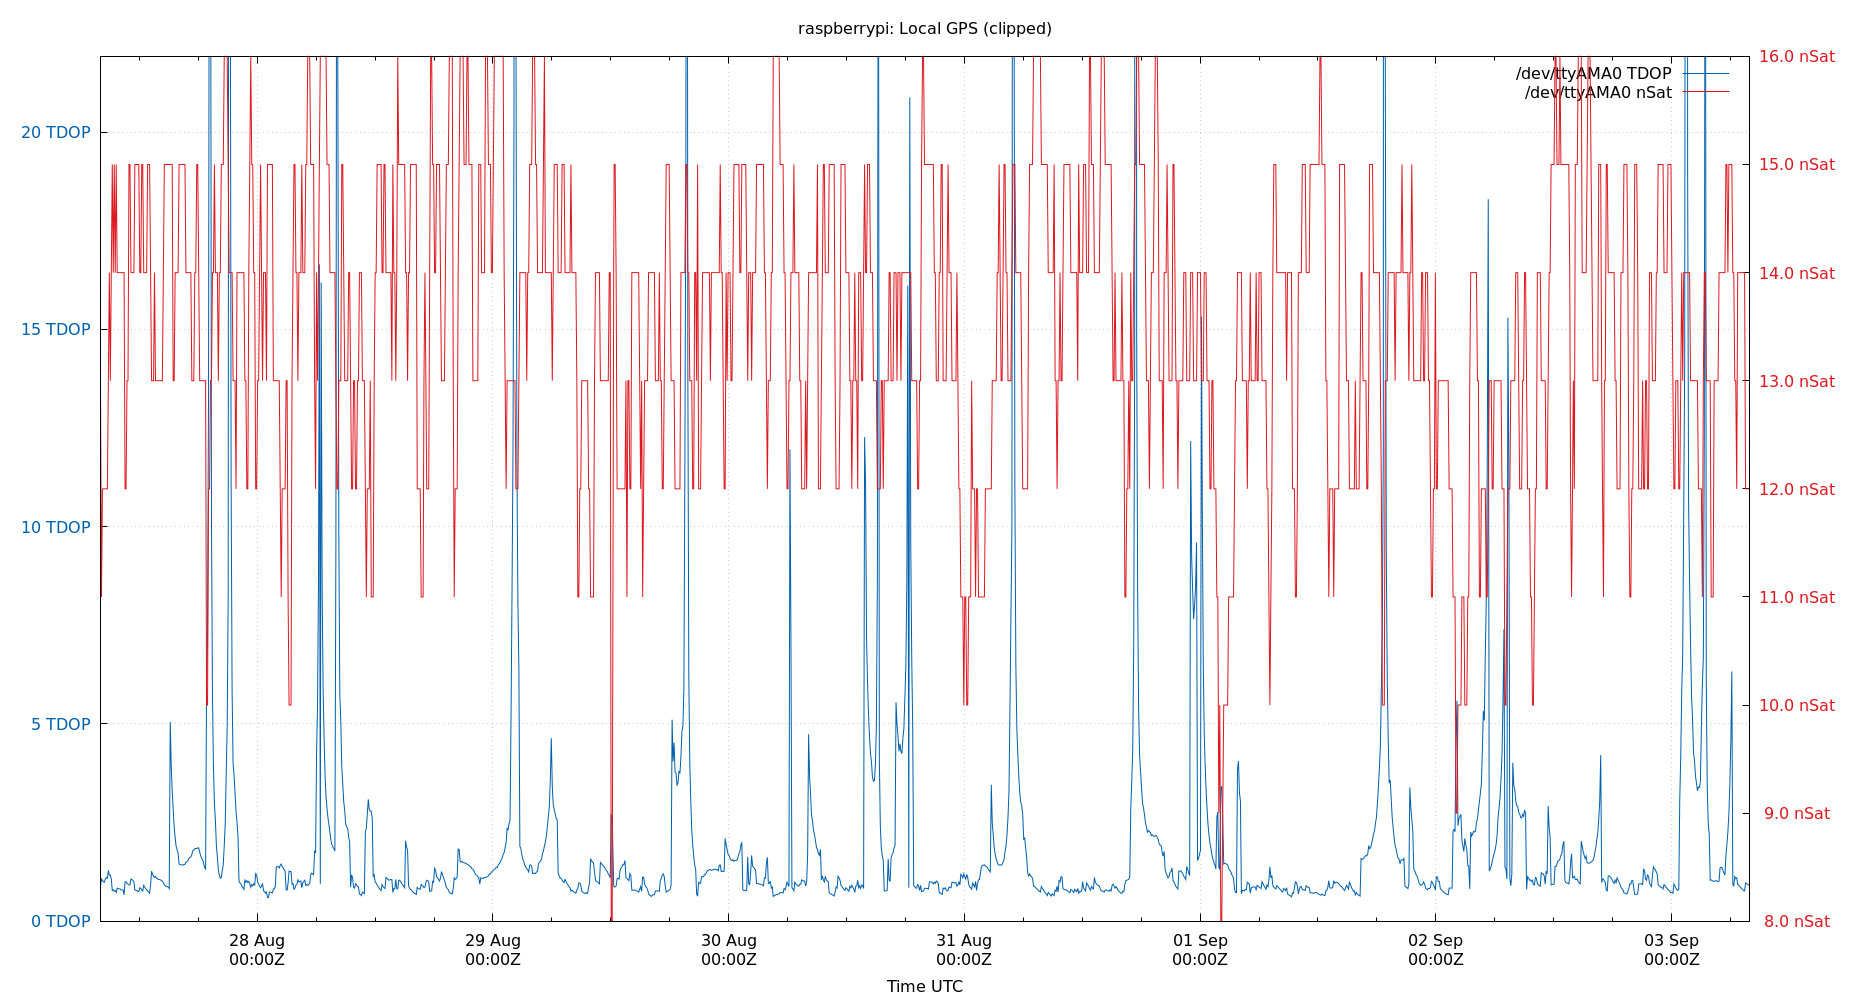 raspberrypi: Local GPS (clipped)
16.0 nSat
/dev/ttyAMA0 TDOP
/dev/ttyAMA0 nSat
20 TDOP
15.0 nSat
14.0 nSat
15 TDOP
13.0 nSat
12.0 nSat
10 TDOP
11.0 nSat
10.0 nSat
5 TDOP
9.0 nSat
0 TDOP
8.0 nSat
28 Aug
00:00Z
29 Aug
00:00Z
30 Aug
00:00Z
31 Aug
00:00Z
01 Sep
00:00Z
02 Sep
00:00Z
03 Sep
00:00Z
Time UTC